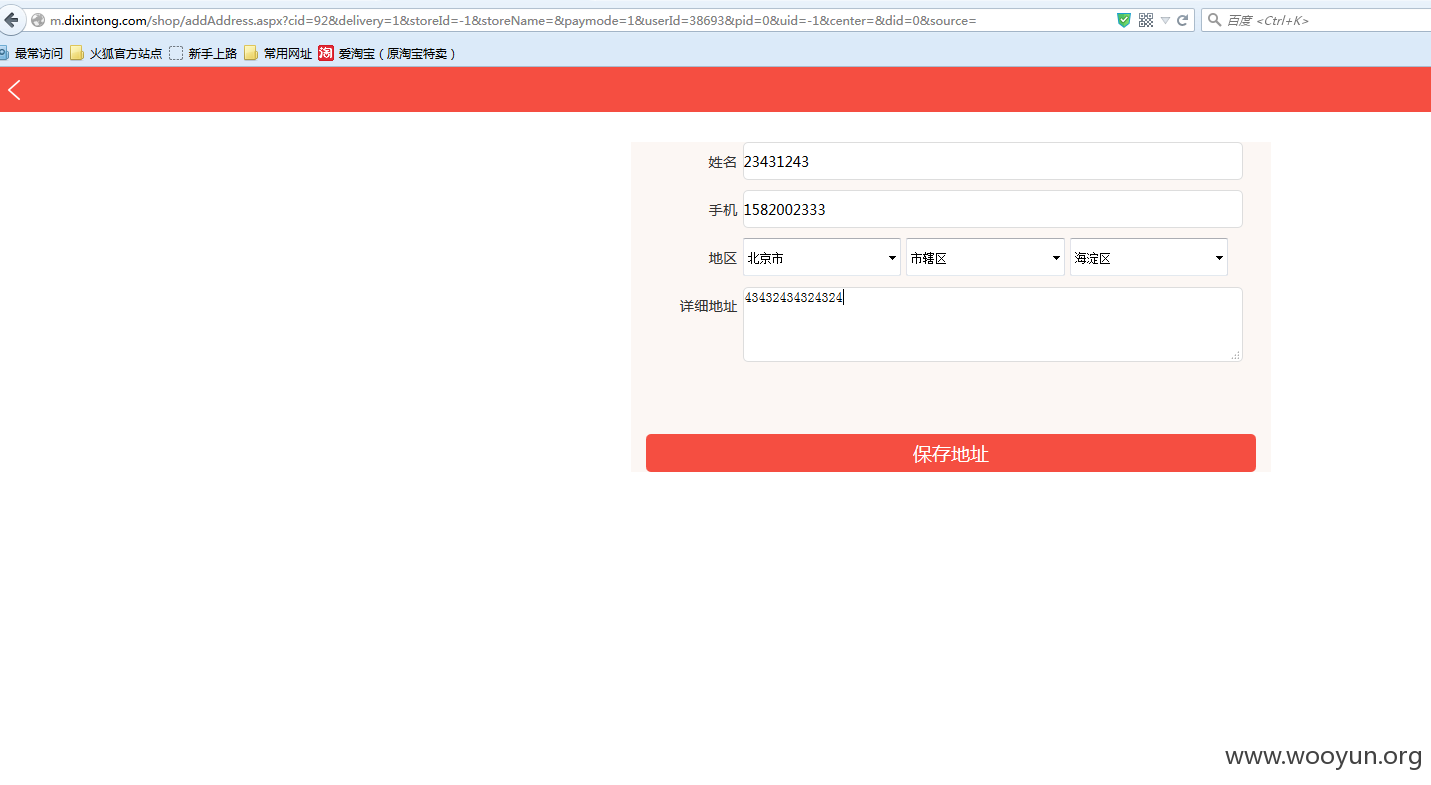 m.dixintong.com/shop/addAddress.aspx?cid=92&delivery=1&storeId=-1&storeName=&paymode=1&userId=38693&pid=0&uid=-1&center=&did=0&source=
百度 <Ctrl+K>
最常访问 火狐官方站点 新手上路 常用网址 淘 爱淘宝（原淘宝特卖）
姓名 23431243
手机 1582002333
地区 北京市 市辖区 海淀区
详细地址 43432434324324
保存地址
www.wooyun.org